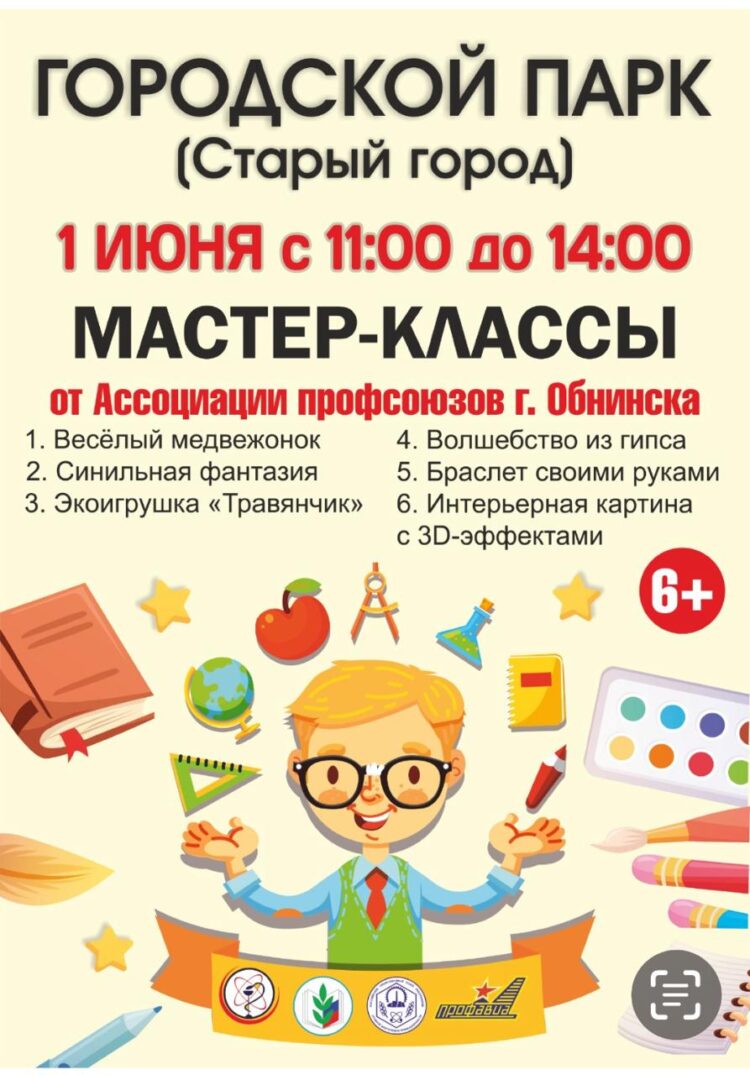 ГОРОДСКОЙ ПАРК
(Старый город)
1 ИЮНЯ с 11:00 до 14:00
МАСТЕР-КЛАССЫ
от Ассоциации профсоюзов г. Обнинска
1. Весёлый медвежонок
2. Синильная фантазия
3. Экоигрушка «Травянчик»
4. Волшебство из гипса
5. Браслет своими руками
6. Интерьерная картина
с 3D-эффектами
6+
ПРОФАВИА